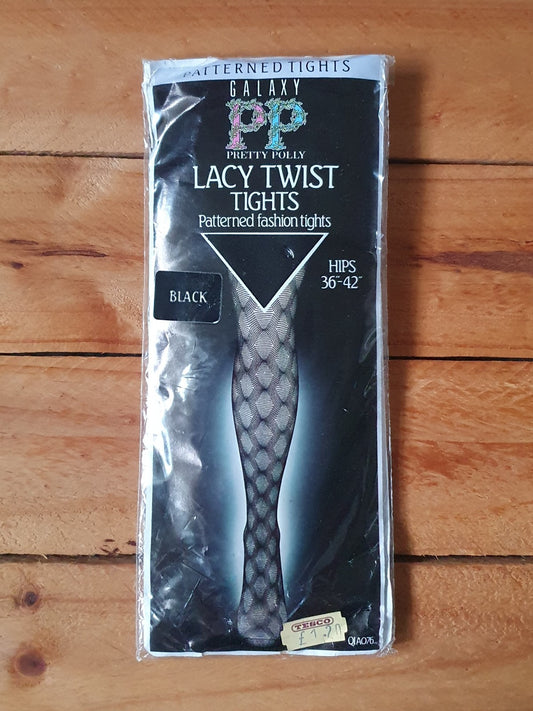 PATTERNED TIGHTS
GALAXY
PP
PRETTY POLLY
LACY TWIST
TIGHTS
Patterned fashion tights
HIPS
36"-42"
BLACK
TESCO
£1.20